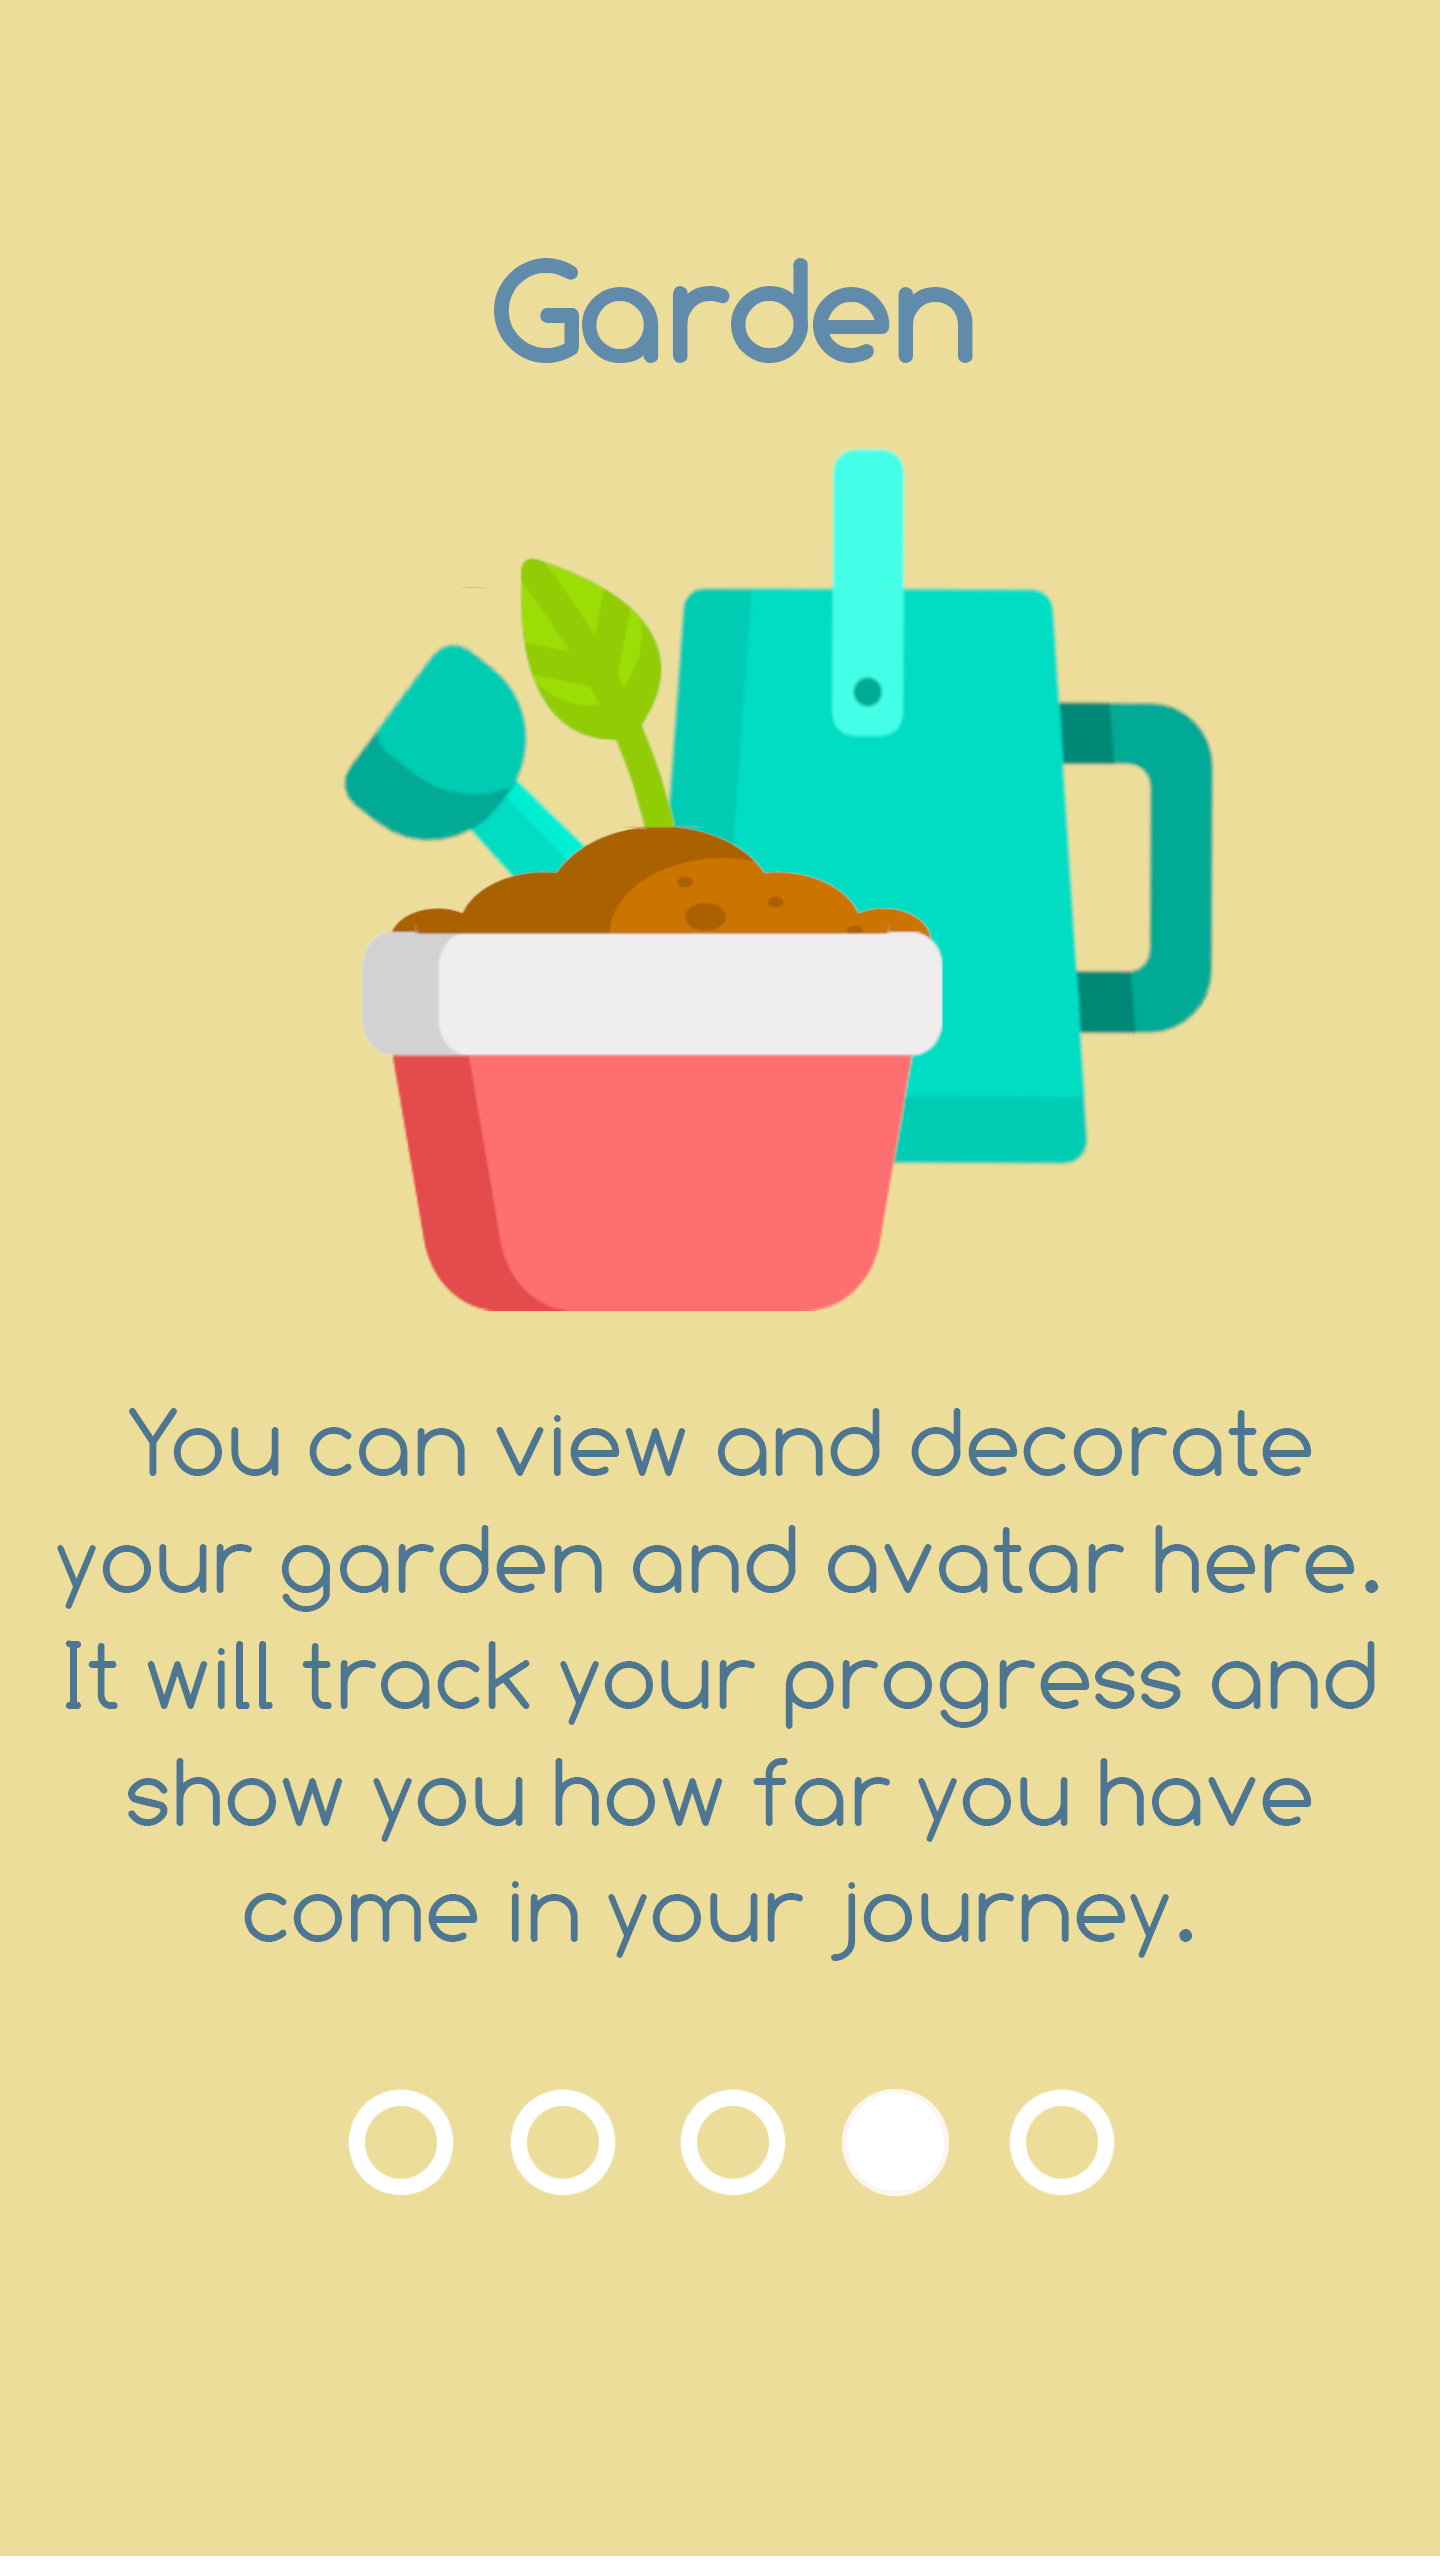 Garden
You can view and decorate
your garden and avatar here.
It will track your progress and
show you how far you have
come in your journey.